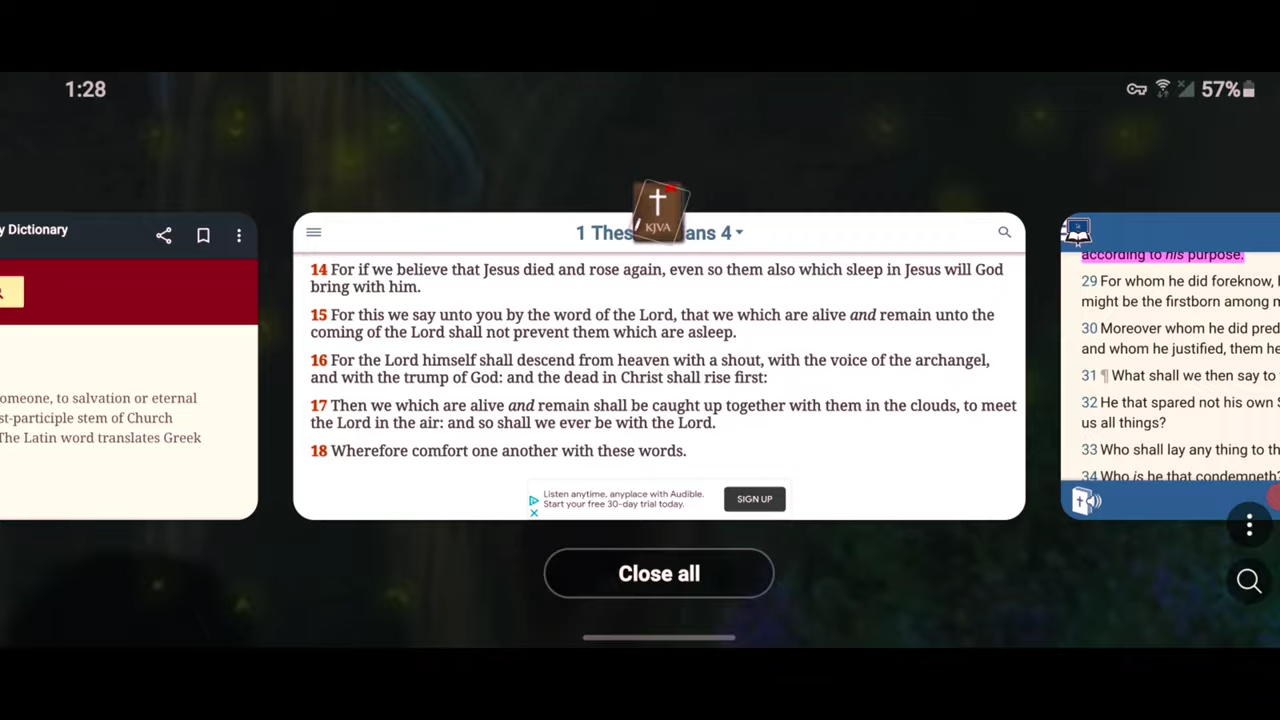 1:28
57%
y Dictionary
omeone, to salvation or eternal
st-participle stem of Church
The Latin word translates Greek
KJVA
1 Thes ans 4
14 For if we believe that Jesus died and rose again, even so them also which sleep in Jesus will God
bring with him.
15 For this we say unto you by the word of the Lord, that we which are alive and remain unto the
coming of the Lord shall not prevent them which are asleep.
16 For the Lord himself shall descend from heaven with a shout, with the voice of the archangel,
and with the trump of God: and the dead in Christ shall rise first:
17 Then we which are alive and remain shall be caught up together with them in the clouds, to meet
the Lord in the air: and so shall we ever be with the Lord.
18 Wherefore comfort one another with these words.
Listen anytime, anyplace with Audible.
Start your free 30-day trial today.
SIGN UP
according to his purpose.
29 For whom he did foreknow,
might be the firstborn among
30 Moreover whom he did pred
and whom he justified, them he
31 ¶ What shall we then say to
32 He that spared not his own S
us all things?
33 Who shall lay any thing to th
34 Who is he that condemneth?
Close all